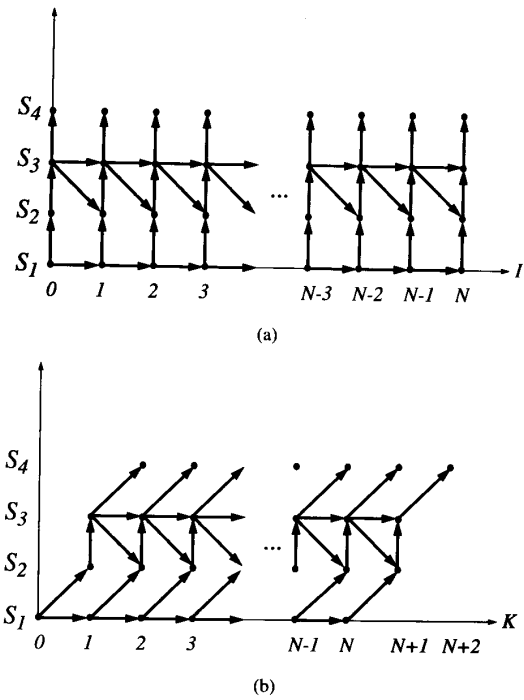 S4
S3
S2
S1
...
0 1 2 3 N-3 N-2 N-1 N I
(a)
S4
S3
S2
S1
...
0 1 2 3 N-1 N N+1 N+2 K
(b)